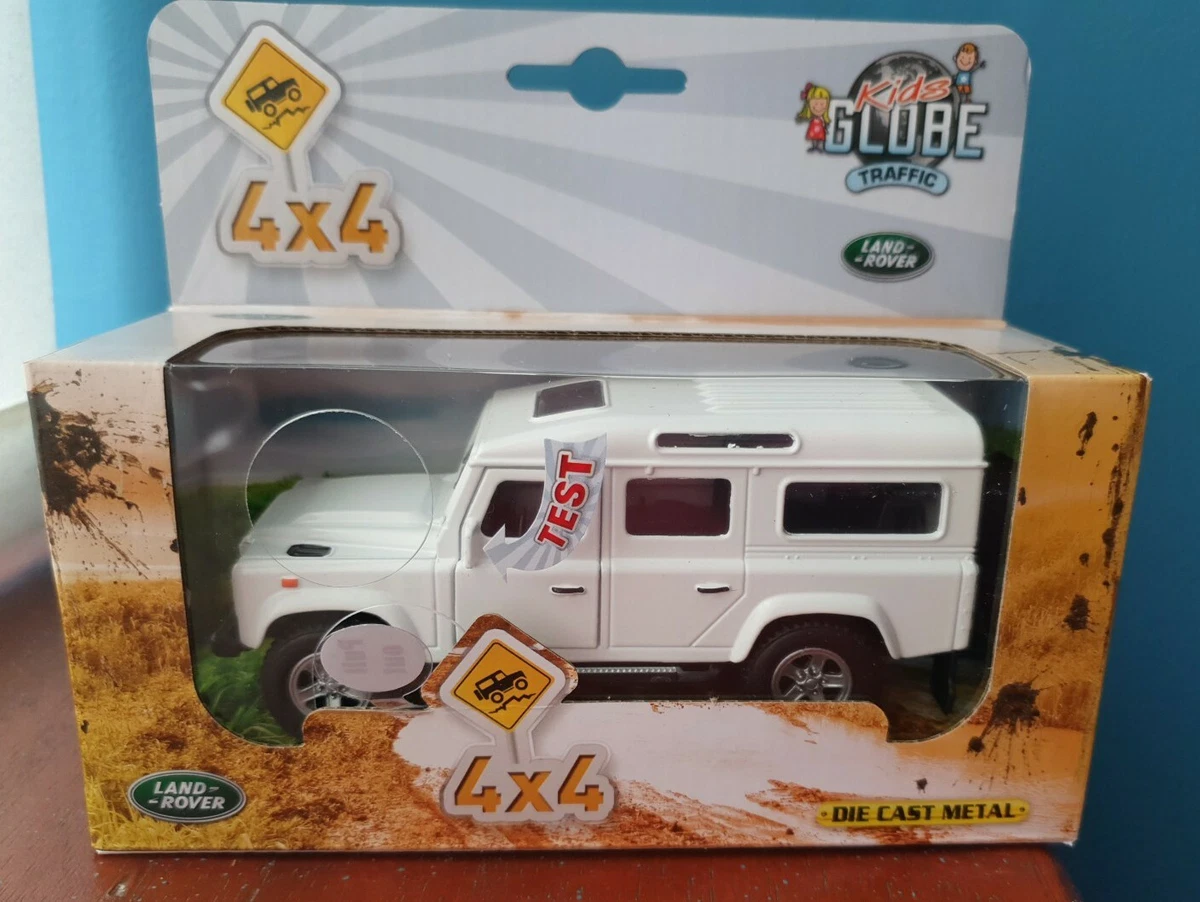 4x4
Kids
GLOBE
TRAFFIC
LAND-
-ROVER
TEST
4x4
LAND-
-ROVER
DIE CAST METAL